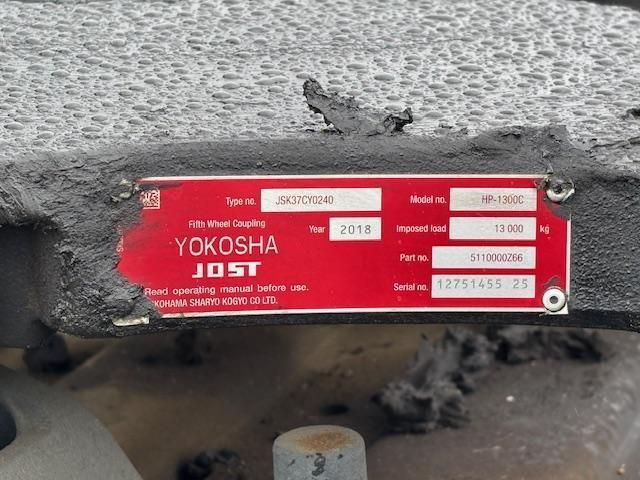 Type no. JSK37CY0240 Model no. HP-1300C
Fifth Wheel Coupling Year 2018 Imposed load 13 000 kg
YOKOSHA
JOST
Part no. 5110000Z66
Read operating manual before use. Serial no. 12751455 25
KOHAMA SHARYO KOGYO CO LTD.